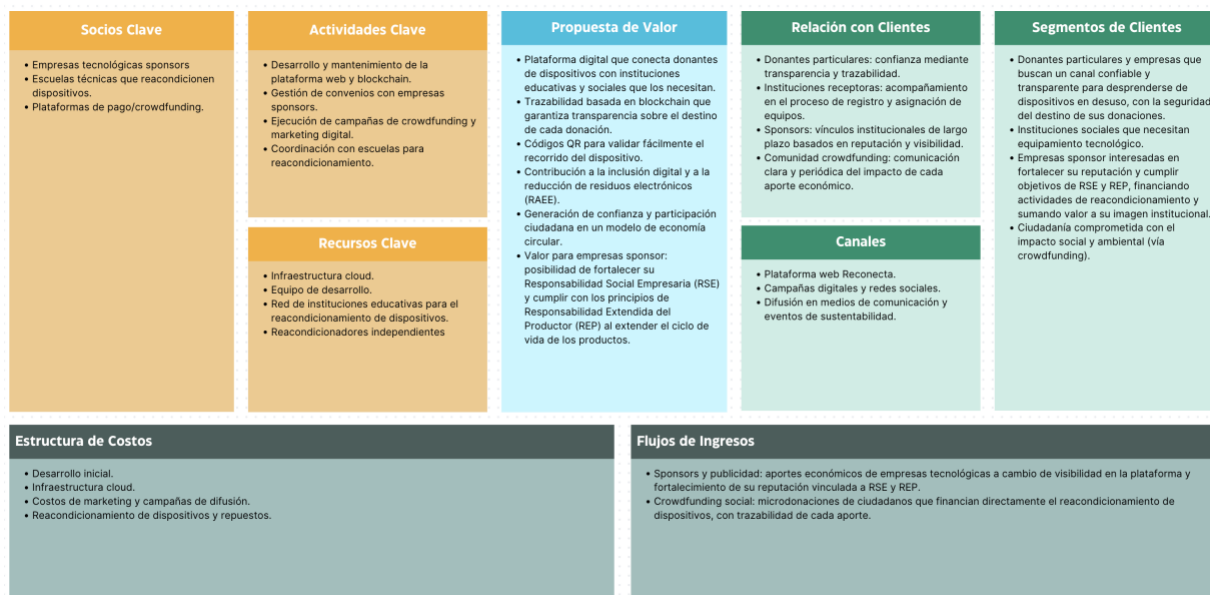 Socios Clave
• Empresas tecnológicas sponsors
• Escuelas técnicas que reacondicionen
dispositivos.
• Plataformas de pago/crowdfunding.
Actividades Clave
• Desarrollo y mantenimiento de la
plataforma web y blockchain.
• Gestión de convenios con empresas
sponsors.
• Ejecución de campañas de crowdfunding y
marketing digital.
• Coordinación con escuelas para
reacondicionamiento.
Recursos Clave
• Infraestructura cloud.
• Equipo de desarrollo.
• Red de instituciones educativas para el
reacondicionamiento de dispositivos.
• Reacondicionadores independientes
Propuesta de Valor
• Plataforma digital que conecta donantes
de dispositivos con instituciones
educativas y sociales que los necesitan.
• Trazabilidad basada en blockchain que
garantiza transparencia sobre el destino
de cada donación.
• Códigos QR para validar fácilmente el
recorrido del dispositivo.
• Contribución a la inclusión digital y a la
reducción de residuos electrónicos
(RAEE).
• Generación de confianza y participación
ciudadana en un modelo de economía
circular.
• Valor para empresas sponsor:
posibilidad de fortalecer su
Responsabilidad Social Empresaria (RSE)
y cumplir con los principios de
Responsabilidad Extendida del
Productor (REP) al extender el ciclo de
vida de los productos.
Relación con Clientes
• Donantes particulares: confianza mediante
transparencia y trazabilidad.
• Instituciones receptoras: acompañamiento
en el proceso de registro y asignación de
equipos.
• Sponsors: vínculos institucionales de largo
plazo basados en reputación y visibilidad.
• Comunidad crowdfunding: comunicación
clara y periódica del impacto de cada
aporte económico.
Canales
• Plataforma web Reconecta.
• Campañas digitales y redes sociales.
• Difusión en medios de comunicación y
eventos de sustentabilidad.
Segmentos de Clientes
• Donantes particulares y empresas que
buscan un canal confiable y
transparente para desprenderse de
dispositivos en desuso, con la seguridad
del destino de sus donaciones.
• Instituciones sociales que necesitan
equipamiento tecnológico.
• Empresas sponsor interesadas en
fortalecer su reputación y cumplir
objetivos de RSE y REP, financiando
actividades de reacondicionamiento y
sumando valor a su imagen institucional.
• Ciudadanía comprometida con el
impacto social y ambiental (vía
crowdfunding).
Estructura de Costos
• Desarrollo inicial.
• Infraestructura cloud.
• Costos de marketing y campañas de difusión.
• Reacondicionamiento de dispositivos y repuestos.
Flujos de Ingresos
• Sponsors y publicidad: aportes económicos de empresas tecnológicas a cambio de visibilidad en la plataforma y
fortalecimiento de su reputación vinculada a RSE y REP.
• Crowdfunding social: microdonaciones de ciudadanos que financian directamente el reacondicionamiento de
dispositivos, con trazabilidad de cada aporte.